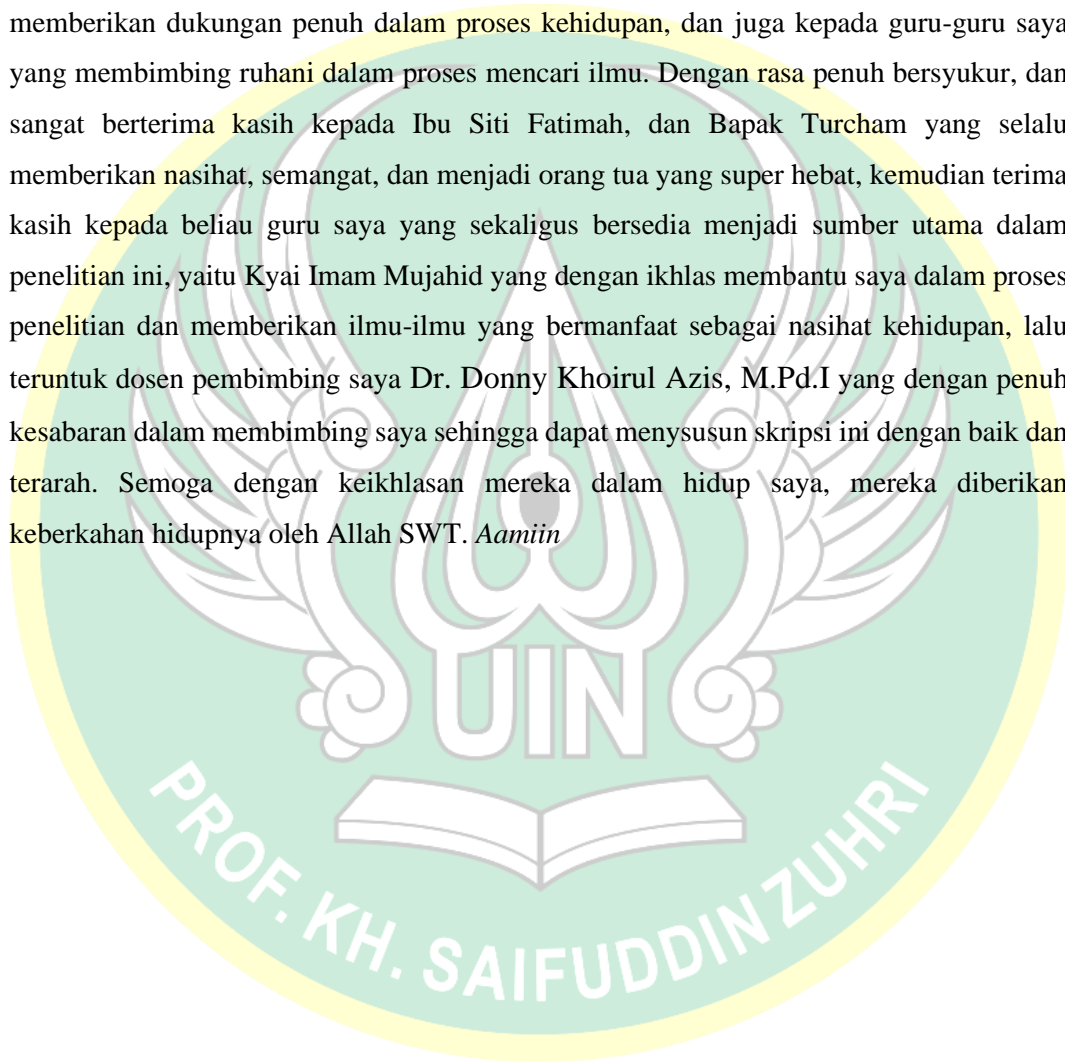 memberikan dukungan penuh dalam proses kehidupan, dan juga kepada guru-guru saya
yang membimbing ruhani dalam proses mencari ilmu. Dengan rasa penuh bersyukur, dan
sangat berterima kasih kepada Ibu Siti Fatimah, dan Bapak Turcham yang selalu
memberikan nasihat, semangat, dan menjadi orang tua yang super hebat, kemudian terima
kasih kepada beliau guru saya yang sekaligus bersedia menjadi sumber utama dalam
penelitian ini, yaitu Kyai Imam Mujahid yang dengan ikhlas membantu saya dalam proses
penelitian dan memberikan ilmu-ilmu yang bermanfaat sebagai nasihat kehidupan, lalu
teruntuk dosen pembimbing saya Dr. Donny Khoirul Azis, M.Pd.I yang dengan penuh
kesabaran dalam membimbing saya sehingga dapat menysusun skripsi ini dengan baik dan
terarah. Semoga dengan keikhlasan mereka dalam hidup saya, mereka diberikan
keberkahan hidupnya oleh Allah SWT. Aamiin
UIN
PROF. KH. SAIFUDDIN ZUHRI